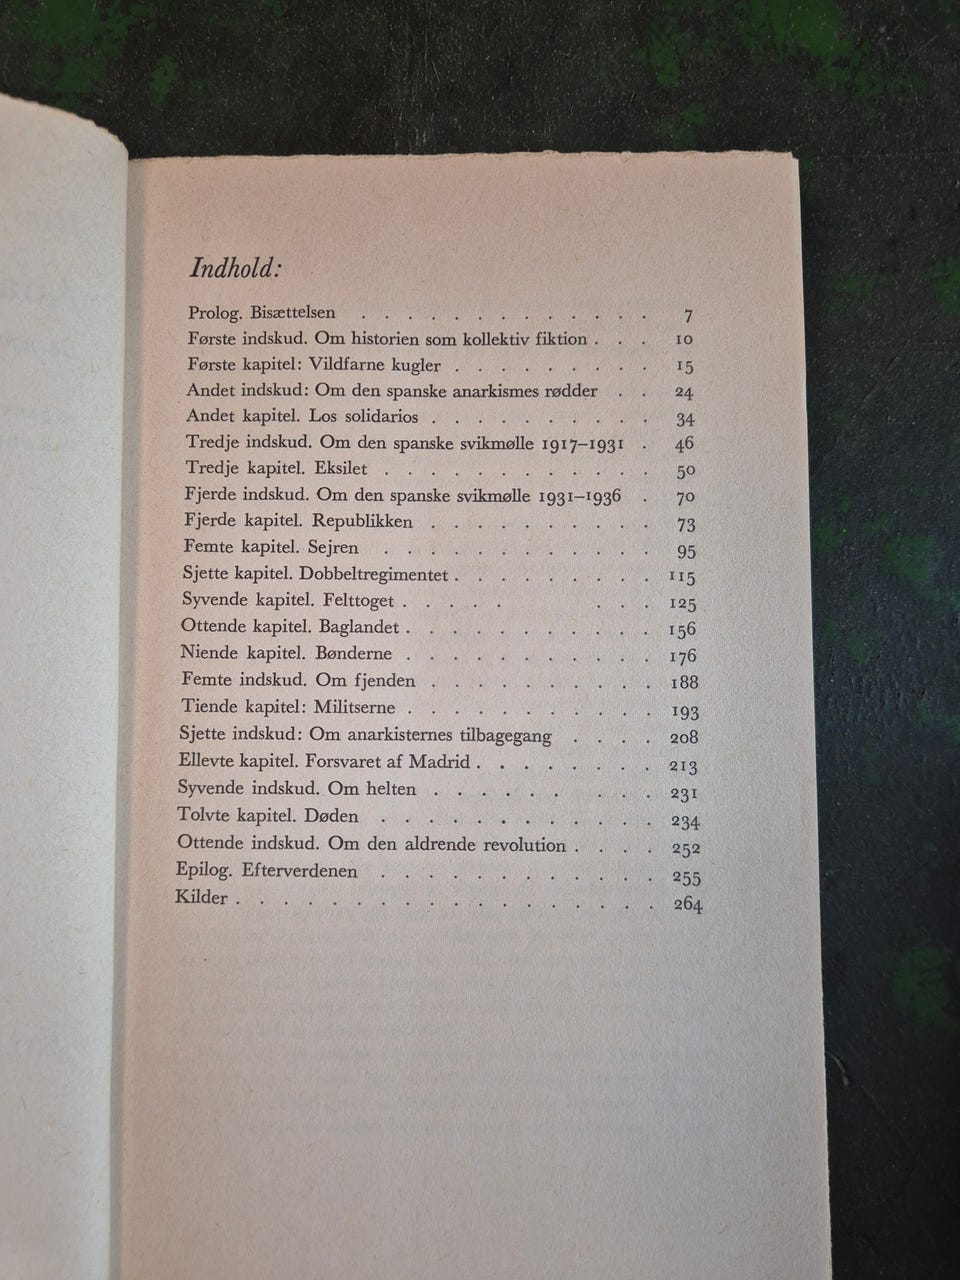 Indhold:
Prolog. Bisættelsen . . . . . . . . . . . . . 7
Første indskud. Om historien som kollektiv fiktion . . . 10
Første kapitel: Vildfarne kugler . . . . . . . . . 15
Andet indskud: Om den spanske anarkismes rødder . . 24
Andet kapitel. Los solidarios . . . . . . . . . . 34
Tredje indskud. Om den spanske svikmølle 1917–1931 . 46
Tredje kapitel. Eksilet . . . . . . . . . . . . 50
Fjerde indskud. Om den spanske svikmølle 1931–1936 . 70
Fjerde kapitel. Republikken . . . . . . . . . . 73
Femte kapitel. Sejren . . . . . . . . . . . . 95
Sjette kapitel. Dobbeltregimentet . . . . . . . . . 115
Syvende kapitel. Felttoget . . . . . . . . 125
Ottende kapitel. Baglandet . . . . . . . . . . . 156
Niende kapitel. Bønderne . . . . . . . . . . . 176
Femte indskud. Om fjenden . . . . . . . . . . 188
Tiende kapitel: Militserne . . . . . . . . . . . 193
Sjette indskud: Om anarkisternes tilbagegang . . . . 208
Ellevte kapitel. Forsvaret af Madrid . . . . . . . . 213
Syvende indskud. Om helten . . . . . . . . . 231
Tolvte kapitel. Døden . . . . . . . . . . . . 234
Ottende indskud. Om den aldrende revolution . . . . 252
Epilog. Efterverdenen . . . . . . . . . . . . 255
Kilder . . . . . . . . . . . . . . . . . . 264